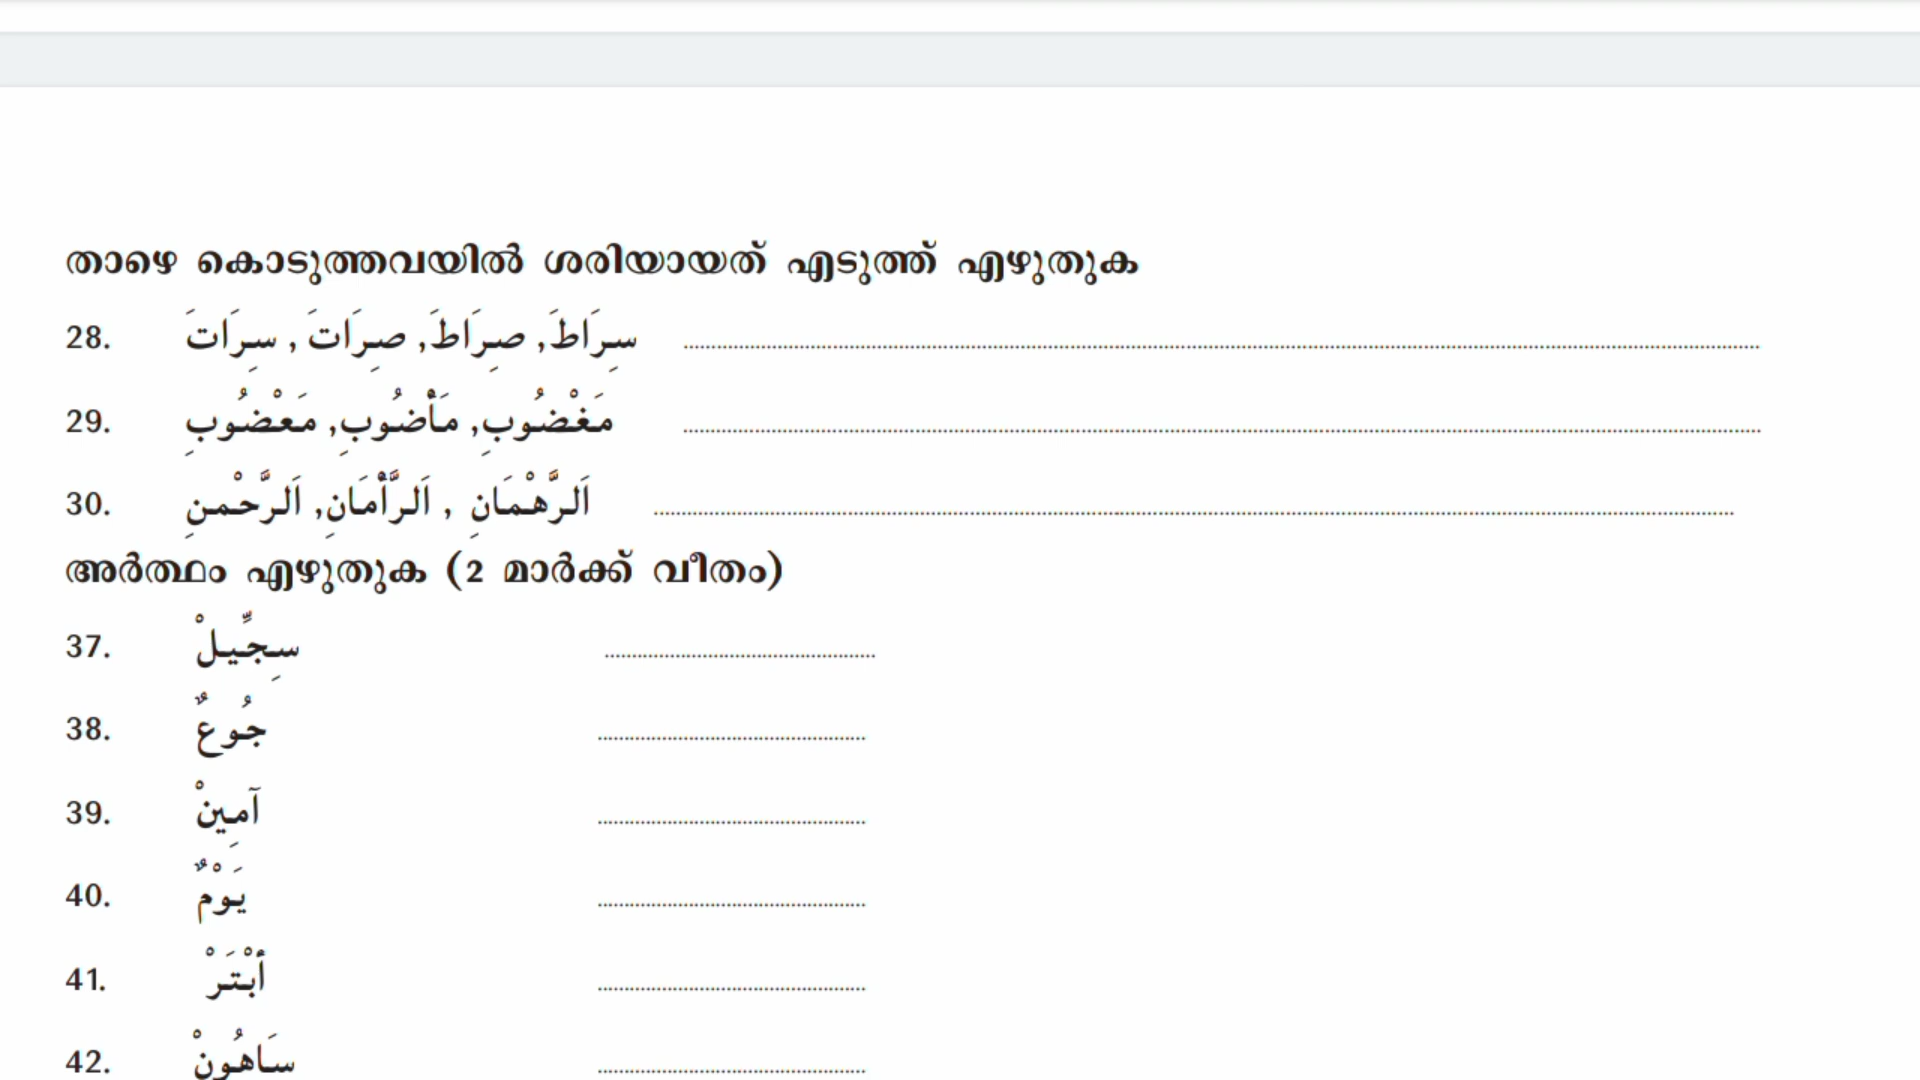 താഴെ കൊടുത്തവയിൽ ശരിയായത് എടുത്ത് എഴുതുക
28. سِرَاطَ, صِرَاطَ, صِرَاتَ , سِرَاتَ ........................................
29. مَغْضُوبِ, مَأْضُوبِ, مَعْضُوبِ ........................................
30. اَلرَّهْمَانِ , اَلرَّأْمَانِ, اَلرَّحْمنِ ........................................
അർത്ഥം എഴുതുക (2 മാർക്ക് വീതം)
37. سِجِّيلْ ........................................
38. جُوعٌ ........................................
39. آمِينْ ........................................
40. يَوْمٌ ........................................
41. أَبْتَرْ ........................................
42. سَاهُونْ ........................................